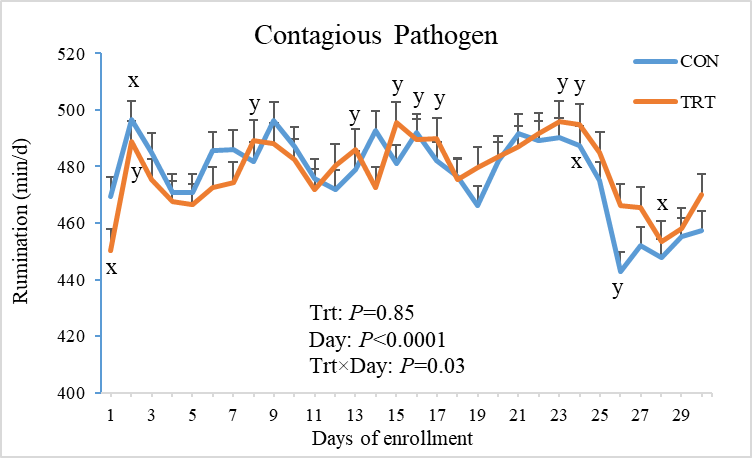 Contagious Pathogen
CON
TRT
Rumination (min/d)
520
500
480
460
440
420
400
x
y
x
y
y
y
y
y
y
y
x
x
y
Trt: P=0.85
Day: P<0.0001
Trt×Day: P=0.03
1 3 5 7 9 11 13 15 17 19 21 23 25 27 29
Days of enrollment